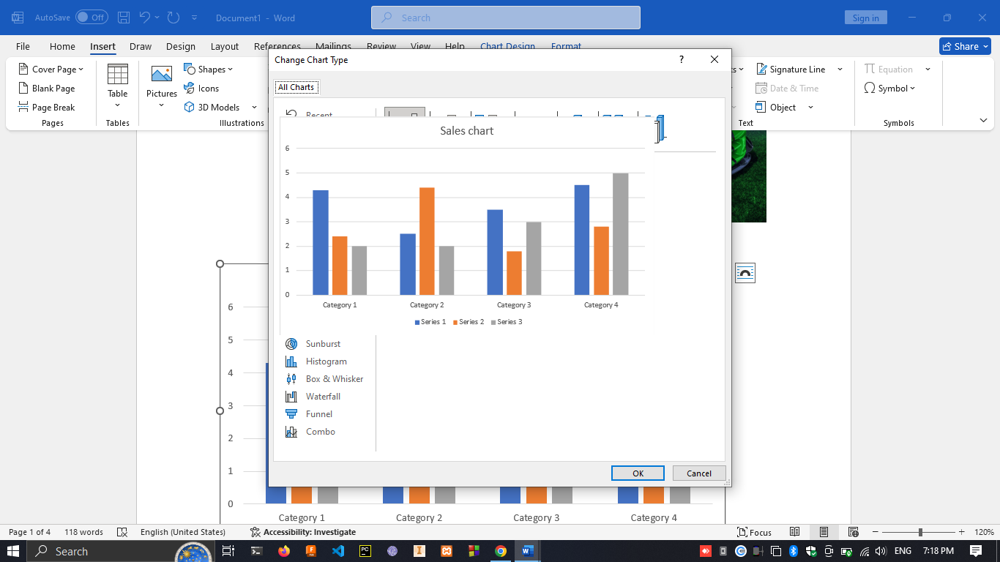 AutoSave Off Document1 - Word Search Sign in
File Home Insert Draw Design Layout References Mailings Review View Help Chart Design Format Share
Cover Page
Blank Page
Page Break
Pages
Table
Tables
Pictures
Shapes
Icons
3D Models
Illustrations
Signature Line
Date & Time
Object
Text
Equation
Symbol
Symbols
Change Chart Type ?
All Charts
Recent
Sales chart
6
5
4
3
2
1
0
Category 1 Category 2 Category 3 Category 4
Series 1 Series 2 Series 3
Sunburst
Histogram
Box & Whisker
Waterfall
Funnel
Combo
OK Cancel
6
5
4
3
2
1
0
Category 1 Category 2 Category 3 Category 4
Page 1 of 4 118 words English (United States) Accessibility: Investigate Focus 120%
Search ENG 7:18 PM